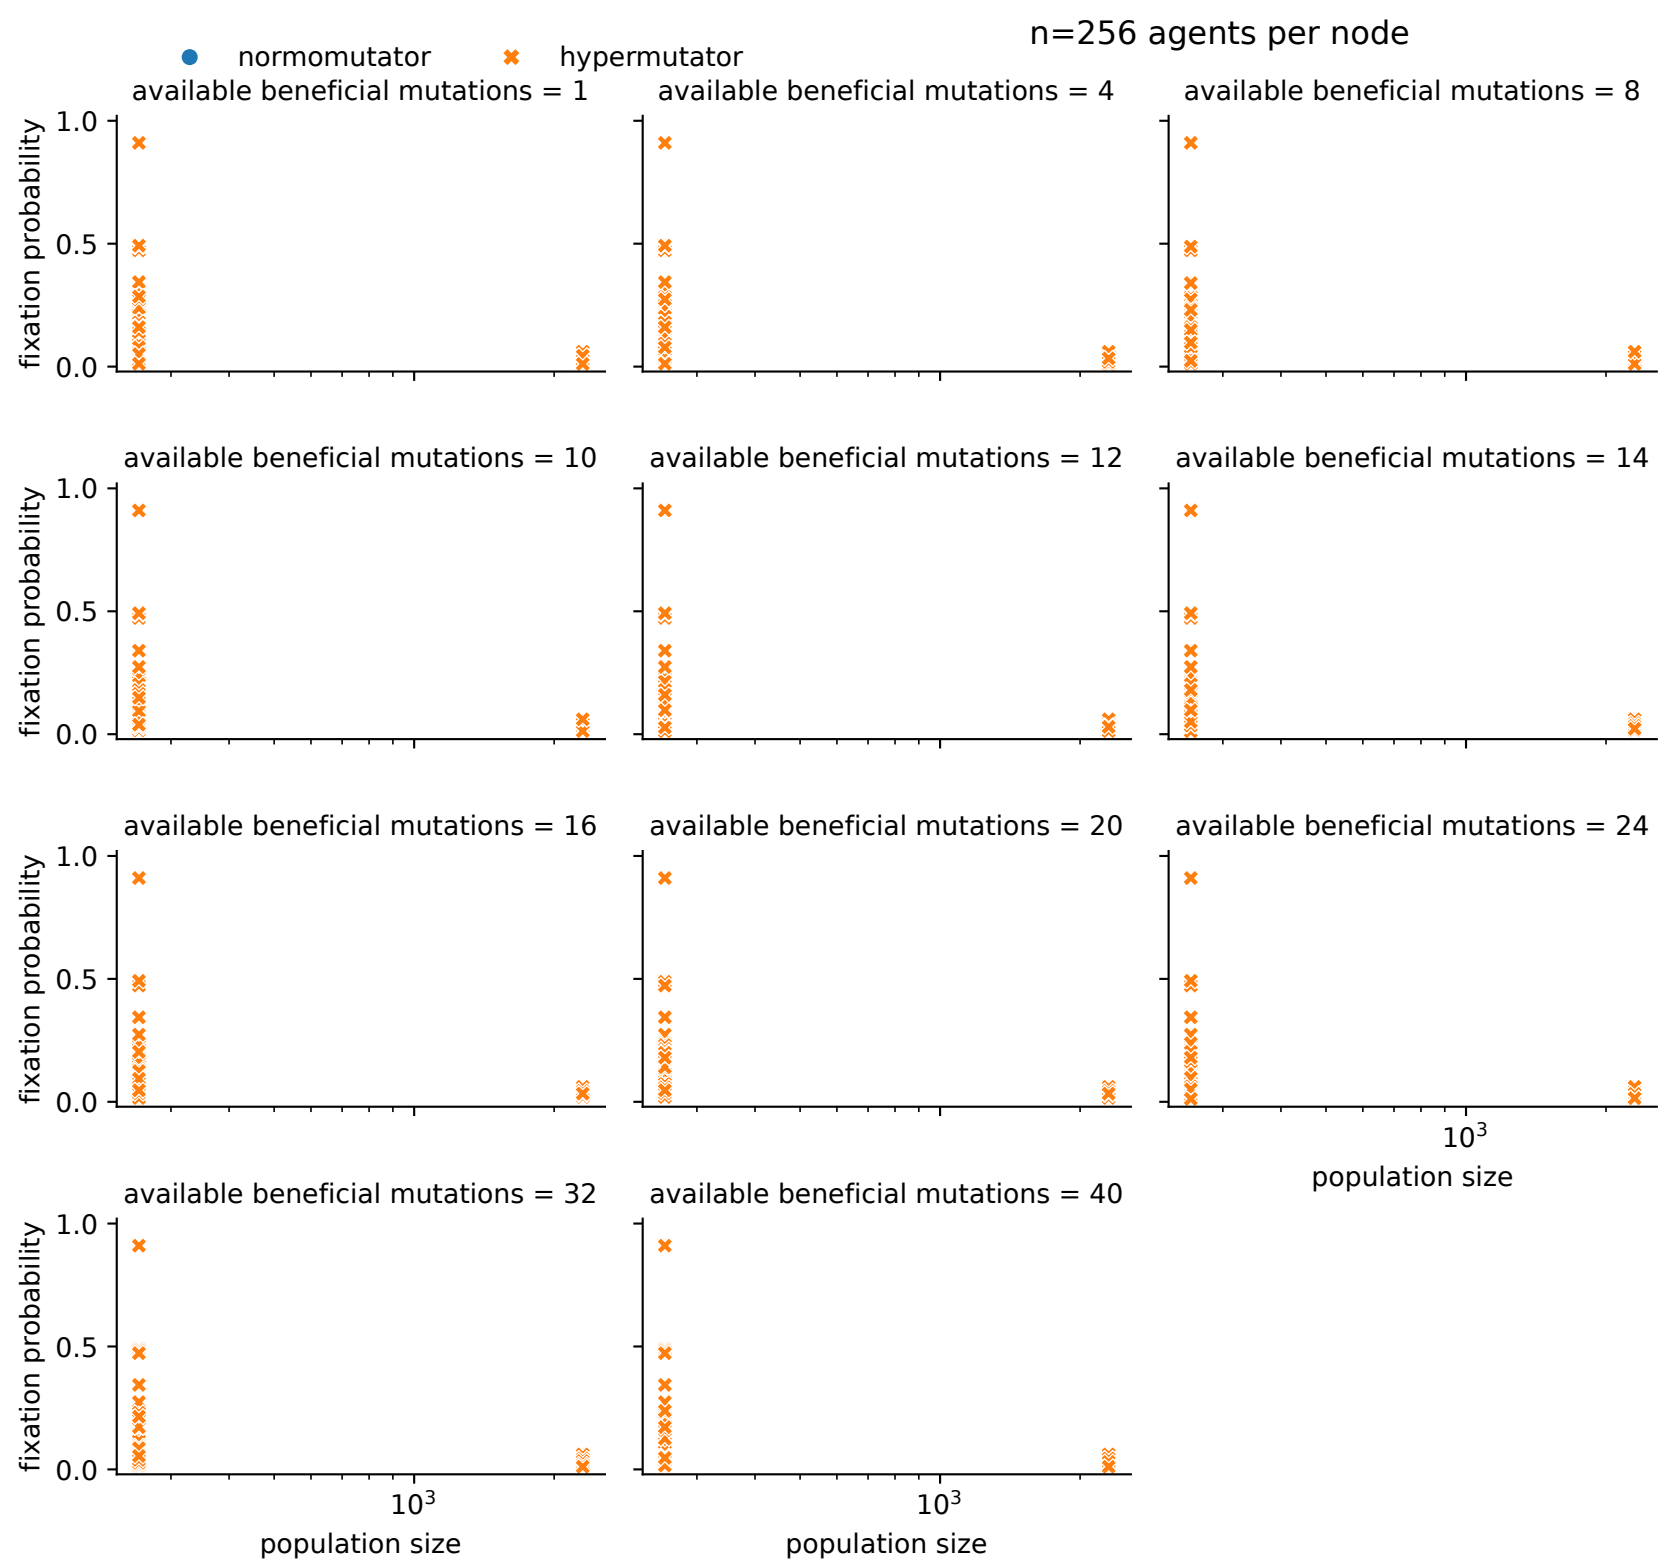 n=256 agents per node
normomutator hypermutator
available beneficial mutations = 1 available beneficial mutations = 4 available beneficial mutations = 8
fixation probability
1.0
0.5
0.0
available beneficial mutations = 10 available beneficial mutations = 12 available beneficial mutations = 14
fixation probability
1.0
0.5
0.0
available beneficial mutations = 16 available beneficial mutations = 20 available beneficial mutations = 24
fixation probability
1.0
0.5
0.0
10³
population size
available beneficial mutations = 32 available beneficial mutations = 40
fixation probability
1.0
0.5
0.0
10³ 10³
population size population size